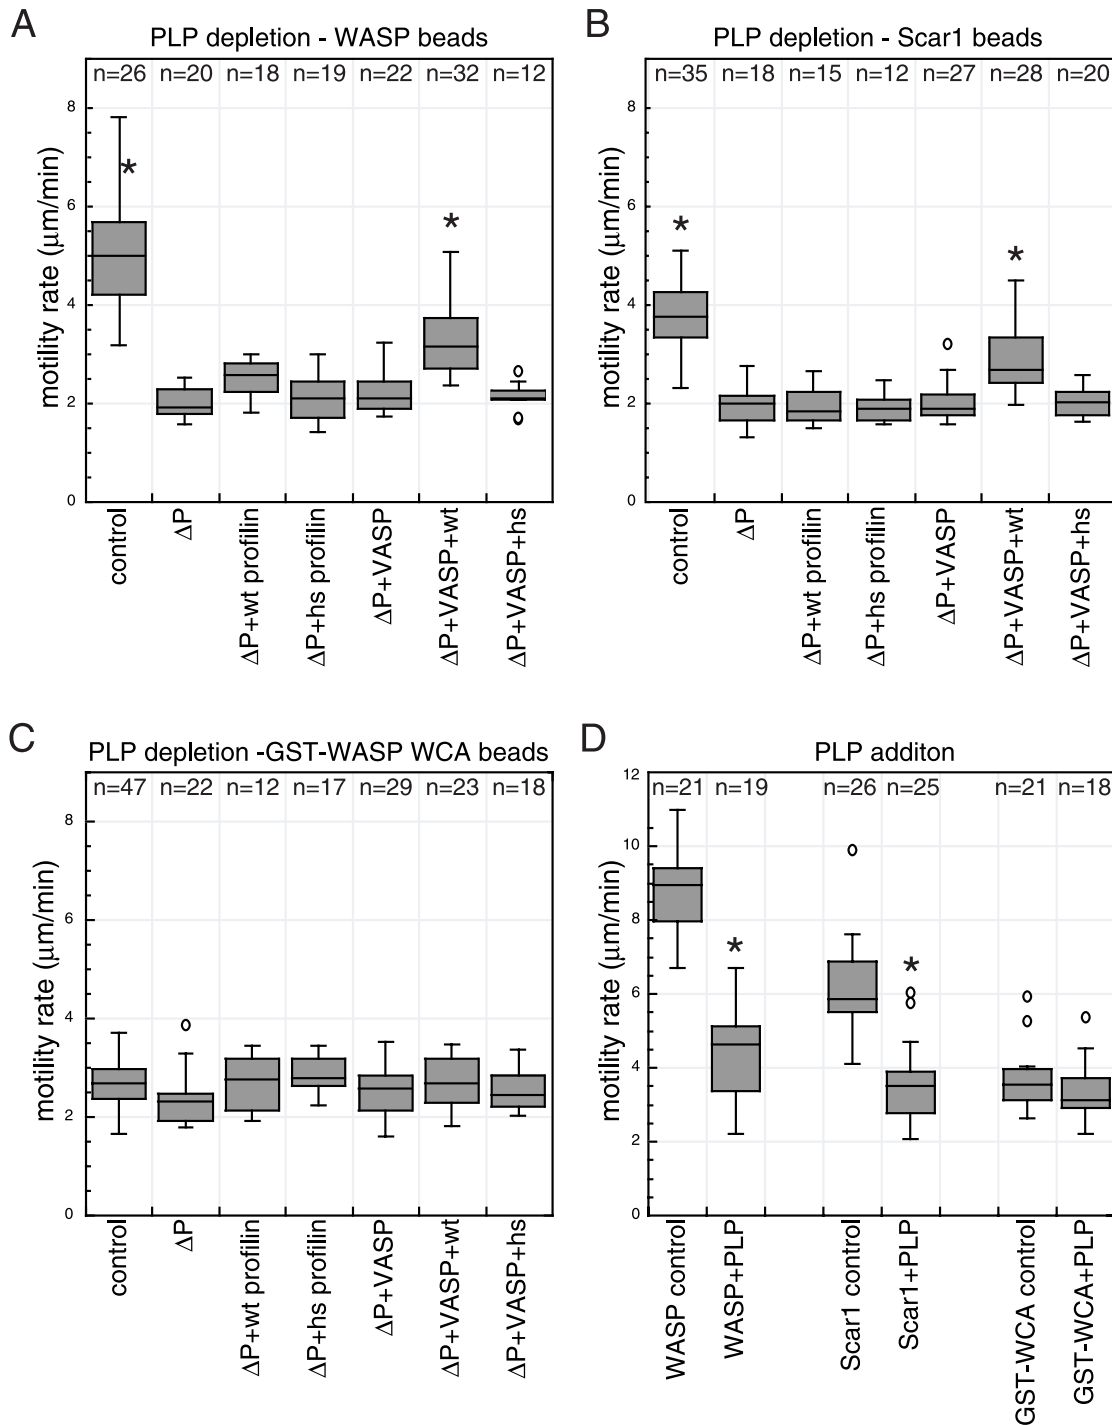 A
PLP depletion - WASP beads
n=26 n=20 n=18 n=19 n=22 n=32 n=12
motility rate (μm/min)
8
6
4
2
0
*
*
control
ΔP
ΔP+wt profilin
ΔP+hs profilin
ΔP+VASP
ΔP+VASP+wt
ΔP+VASP+hs
B
PLP depletion - Scar1 beads
n=35 n=18 n=15 n=12 n=27 n=28 n=20
motility rate (μm/min)
8
6
4
2
0
*
*
control
ΔP
ΔP+wt profilin
ΔP+hs profilin
ΔP+VASP
ΔP+VASP+wt
ΔP+VASP+hs
C
PLP depletion -GST-WASP WCA beads
n=47 n=22 n=12 n=17 n=29 n=23 n=18
motility rate (μm/min)
8
6
4
2
0
control
ΔP
ΔP+wt profilin
ΔP+hs profilin
ΔP+VASP
ΔP+VASP+wt
ΔP+VASP+hs
D
PLP additon
n=21 n=19 n=26 n=25 n=21 n=18
motility rate (μm/min)
12
10
8
6
4
2
0
*
*
WASP control
WASP+PLP
Scar1 control
Scar1+PLP
GST-WCA control
GST-WCA+PLP